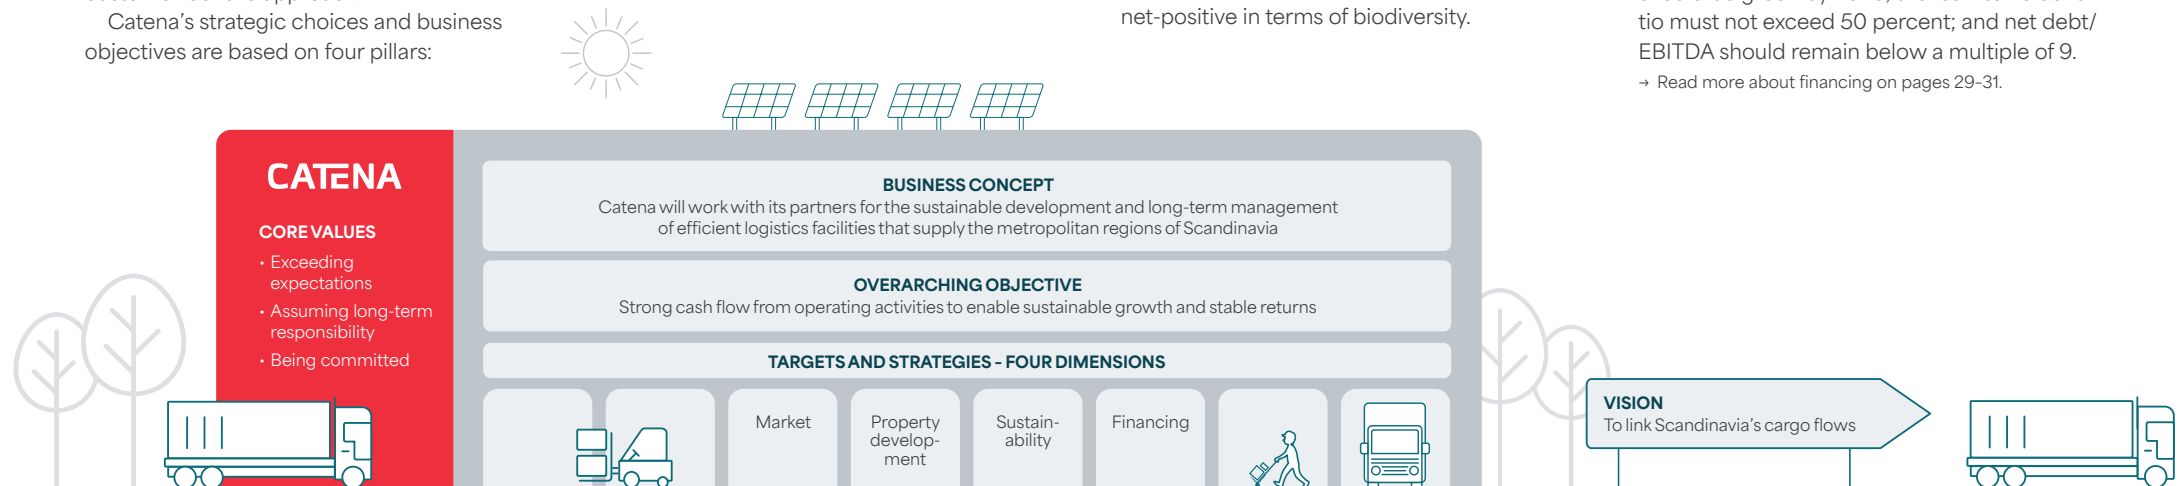 Catena’s strategic choices and business
objectives are based on four pillars:
net-positive in terms of biodiversity.
tio must not exceed 50 percent; and net debt/
EBITDA should remain below a multiple of 9.
→ Read more about financing on pages 29–31.
CATENA
CORE VALUES
• Exceeding
expectations
• Assuming long-term
responsibility
• Being committed
BUSINESS CONCEPT
Catena will work with its partners for the sustainable development and long-term management
of efficient logistics facilities that supply the metropolitan regions of Scandinavia
OVERARCHING OBJECTIVE
Strong cash flow from operating activities to enable sustainable growth and stable returns
TARGETS AND STRATEGIES – FOUR DIMENSIONS
Market
Property
develop-
ment
Sustain-
ability
Financing
VISION
To link Scandinavia’s cargo flows